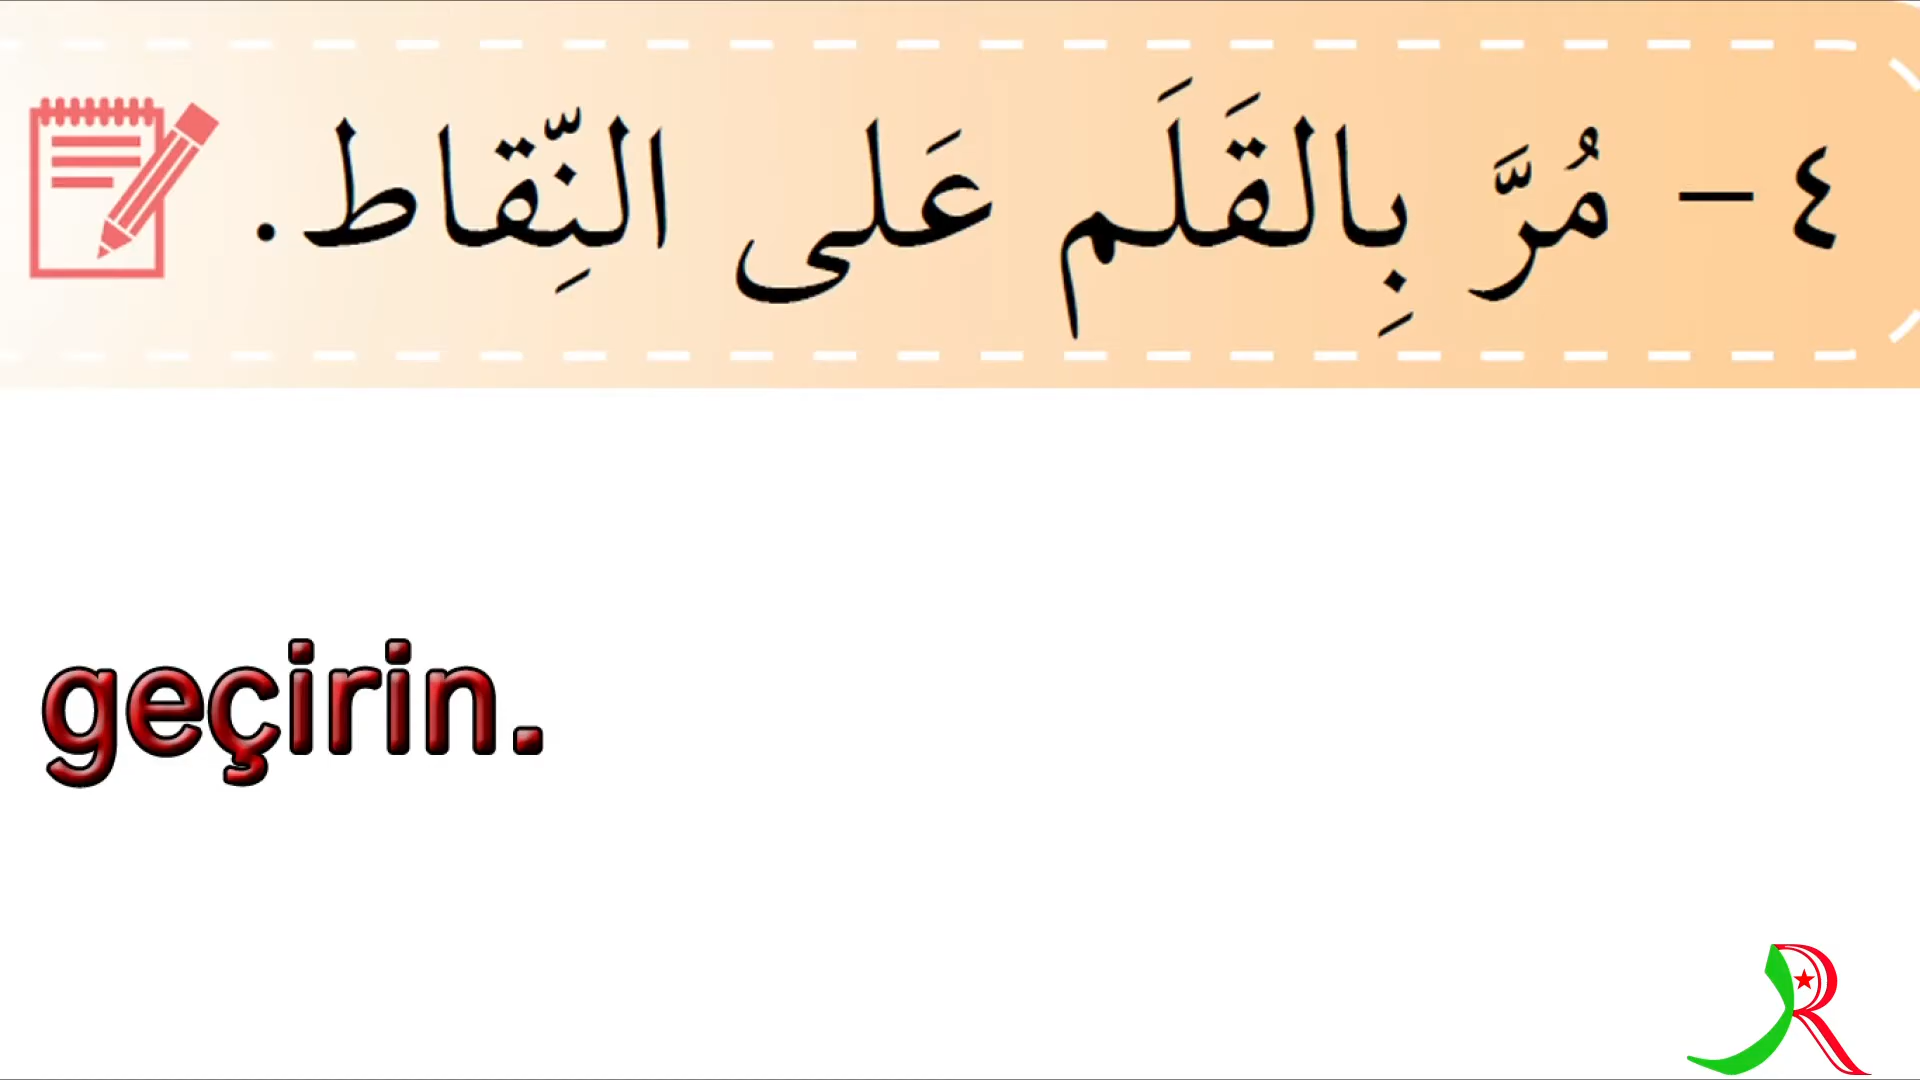 ٤ – مُرَّ بِالقَلَم عَلى النِّقاط.
geçirin.